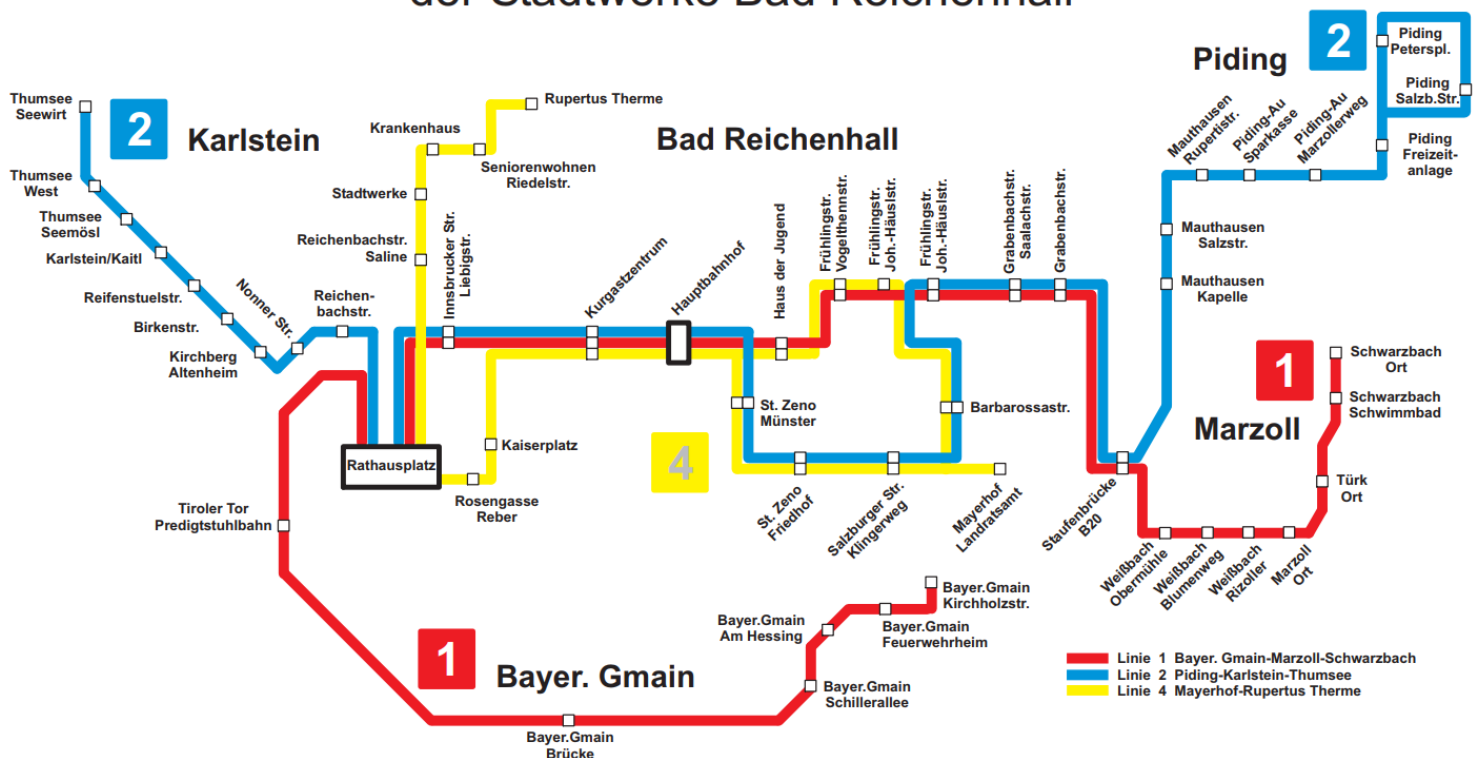 der Stadtwerke Bad Reichenhall
2
Piding
Peterspl.
Piding
Piding
Salzb.Str.
Thumsee
Seewirt
2
Karlstein
Rupertus Therme
Krankenhaus
Bad Reichenhall
Mauthausen
Rupertistr.
Piding-Au
Sparkasse
Piding-Au
Marzollerweg
Piding
Freizeit-
anlage
Seniorenwohnen
Riedelstr.
Thumsee
West
Stadtwerke
Thumsee
Seemösl
Reichenbachstr.
Saline
Karlstein/Kaitl
Innsbrucker Str.
Liebigstr.
Kurgastzentrum
Hauptbahnhof
Haus der Jugend
Frühlingstr.
Vogelthennstr.
Frühlingstr.
Joh.-Häuslstr.
Frühlingstr.
Joh.-Häuslstr.
Grabenbachstr.
Saalachstr.
Grabenbachstr.
Mauthausen
Salzstr.
Mauthausen
Kapelle
Reifenstuelstr.
Nonner Str.
Reichen-
bachstr.
Birkenstr.
Kirchberg
Altenheim
1
Schwarzbach
Ort
Schwarzbach
Schwimmbad
Marzoll
St. Zeno
Münster
Barbarossastr.
Kaiserplatz
4
Rathausplatz
Rosengasse
Reber
St. Zeno
Friedhof
Salzburger Str.
Klingerweg
Mayerhof
Landratsamt
Staufenbrücke
B20
Türk
Ort
Tiroler Tor
Predigtstuhlbahn
Weißbach
Obermühle
Weißbach
Blumenweg
Weißbach
Rizoller
Marzoll
Ort
Bayer.Gmain
Kirchholzstr.
Bayer.Gmain
Am Hessing
Bayer.Gmain
Feuerwehrheim
1
Bayer. Gmain
Bayer.Gmain
Schillerallee
Bayer.Gmain
Brücke
Linie 1 Bayer. Gmain-Marzoll-Schwarzbach
Linie 2 Piding-Karlstein-Thumsee
Linie 4 Mayerhof-Rupertus Therme